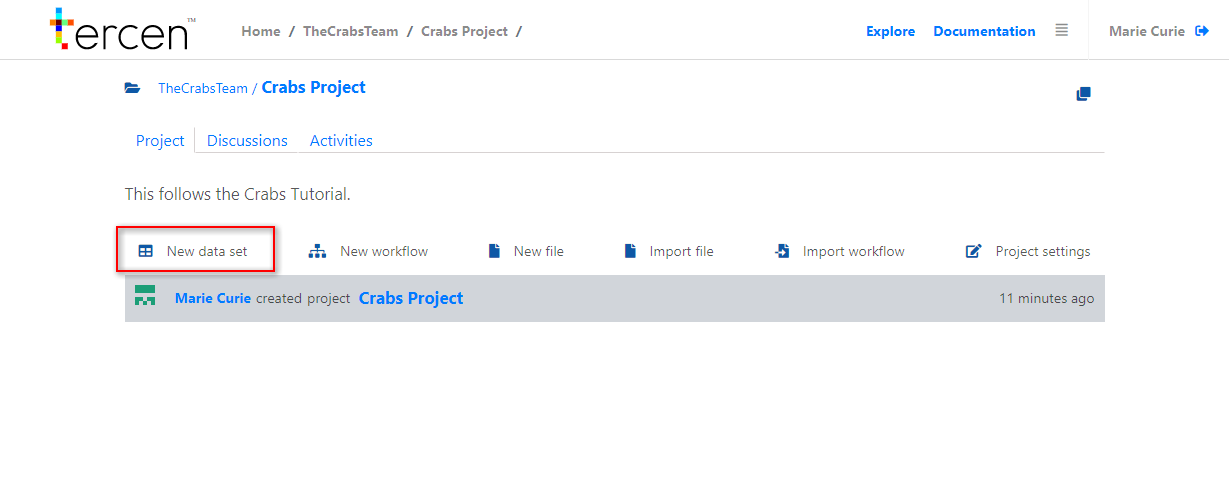 tercen™ Home / TheCrabsTeam / Crabs Project / Explore Documentation Marie Curie
TheCrabsTeam / Crabs Project
Project Discussions Activities
This follows the Crabs Tutorial.
New data set New workflow New file Import file Import workflow Project settings
Marie Curie created project Crabs Project 11 minutes ago